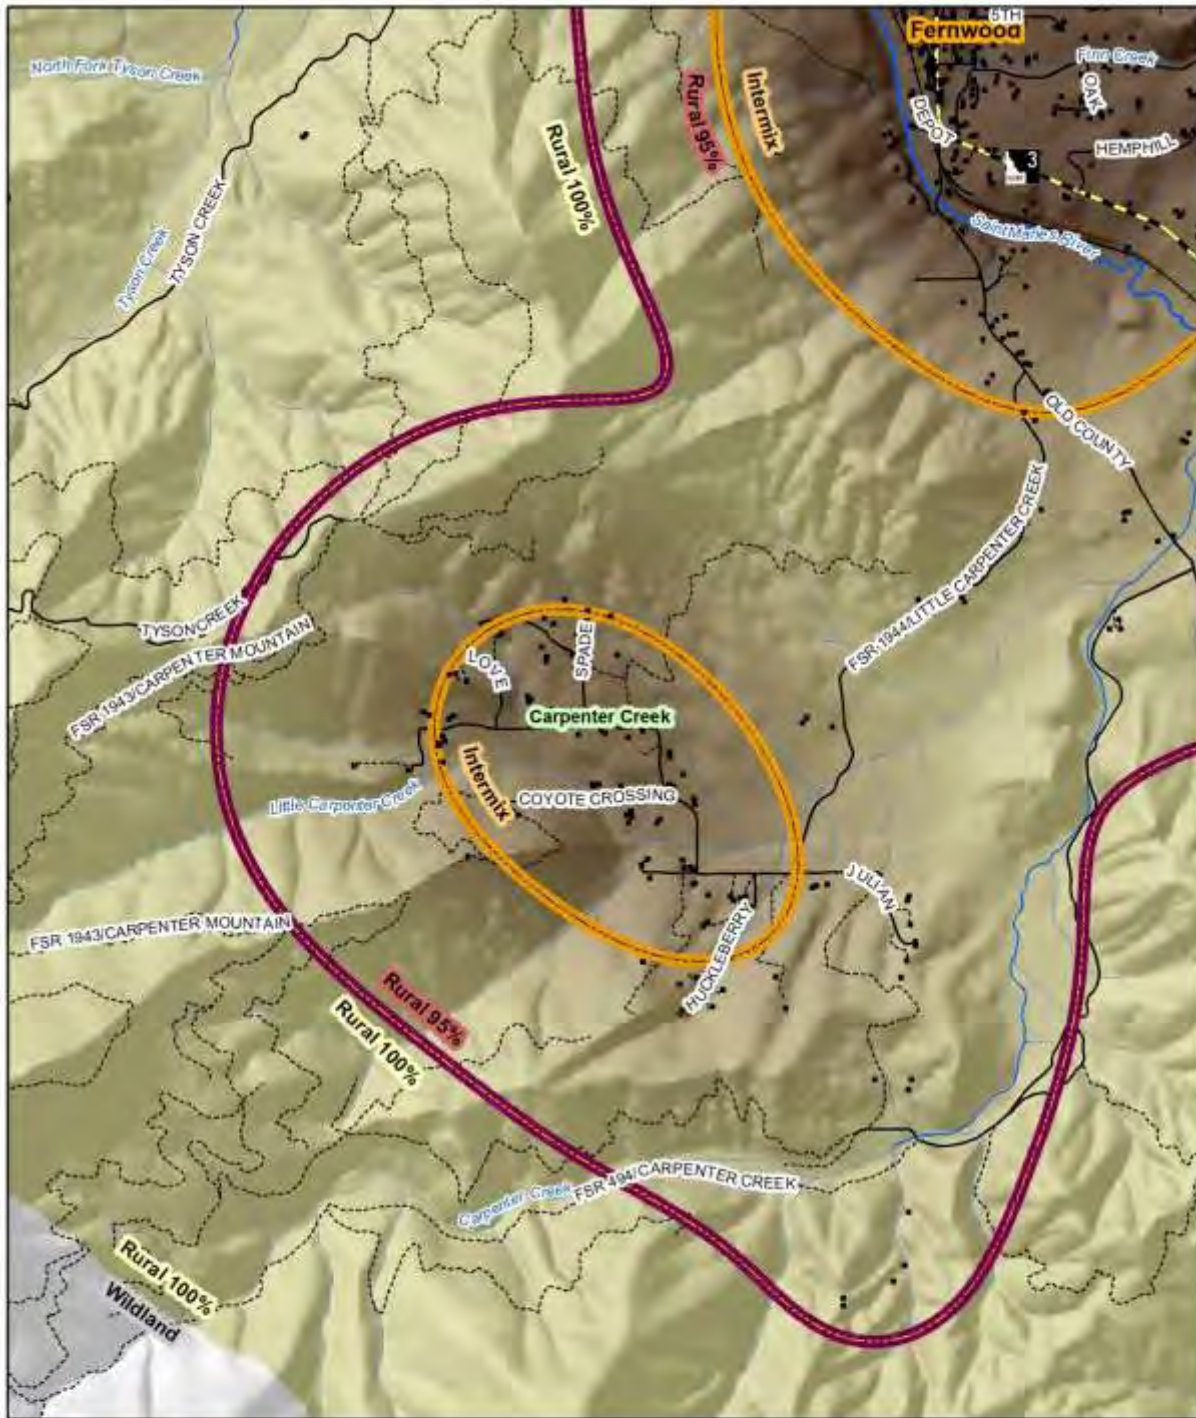 5TH
Fernwood
Finn Creek
North Fork Tyson Creek
OAK
Intermix
Rural 95%
DEPOT
HEMPHILL
3
Rural 100%
TYSON CREEK
Tyson Creek
Saint Maries River
OLD COUNTY
FSR 1944/LITTLE CARPENTER CREEK
TYSON CREEK
FSR 1943/CARPENTER MOUNTAIN
LOVE
SPADE
Carpenter Creek
Intermix
Little Carpenter Creek
COYOTE CROSSING
JULIAN
FSR 1943/CARPENTER MOUNTAIN
HUCKLEBERRY
Rural 95%
Rural 100%
FSR 494/CARPENTER CREEK
Carpenter Creek
Rural 100%
Wildland